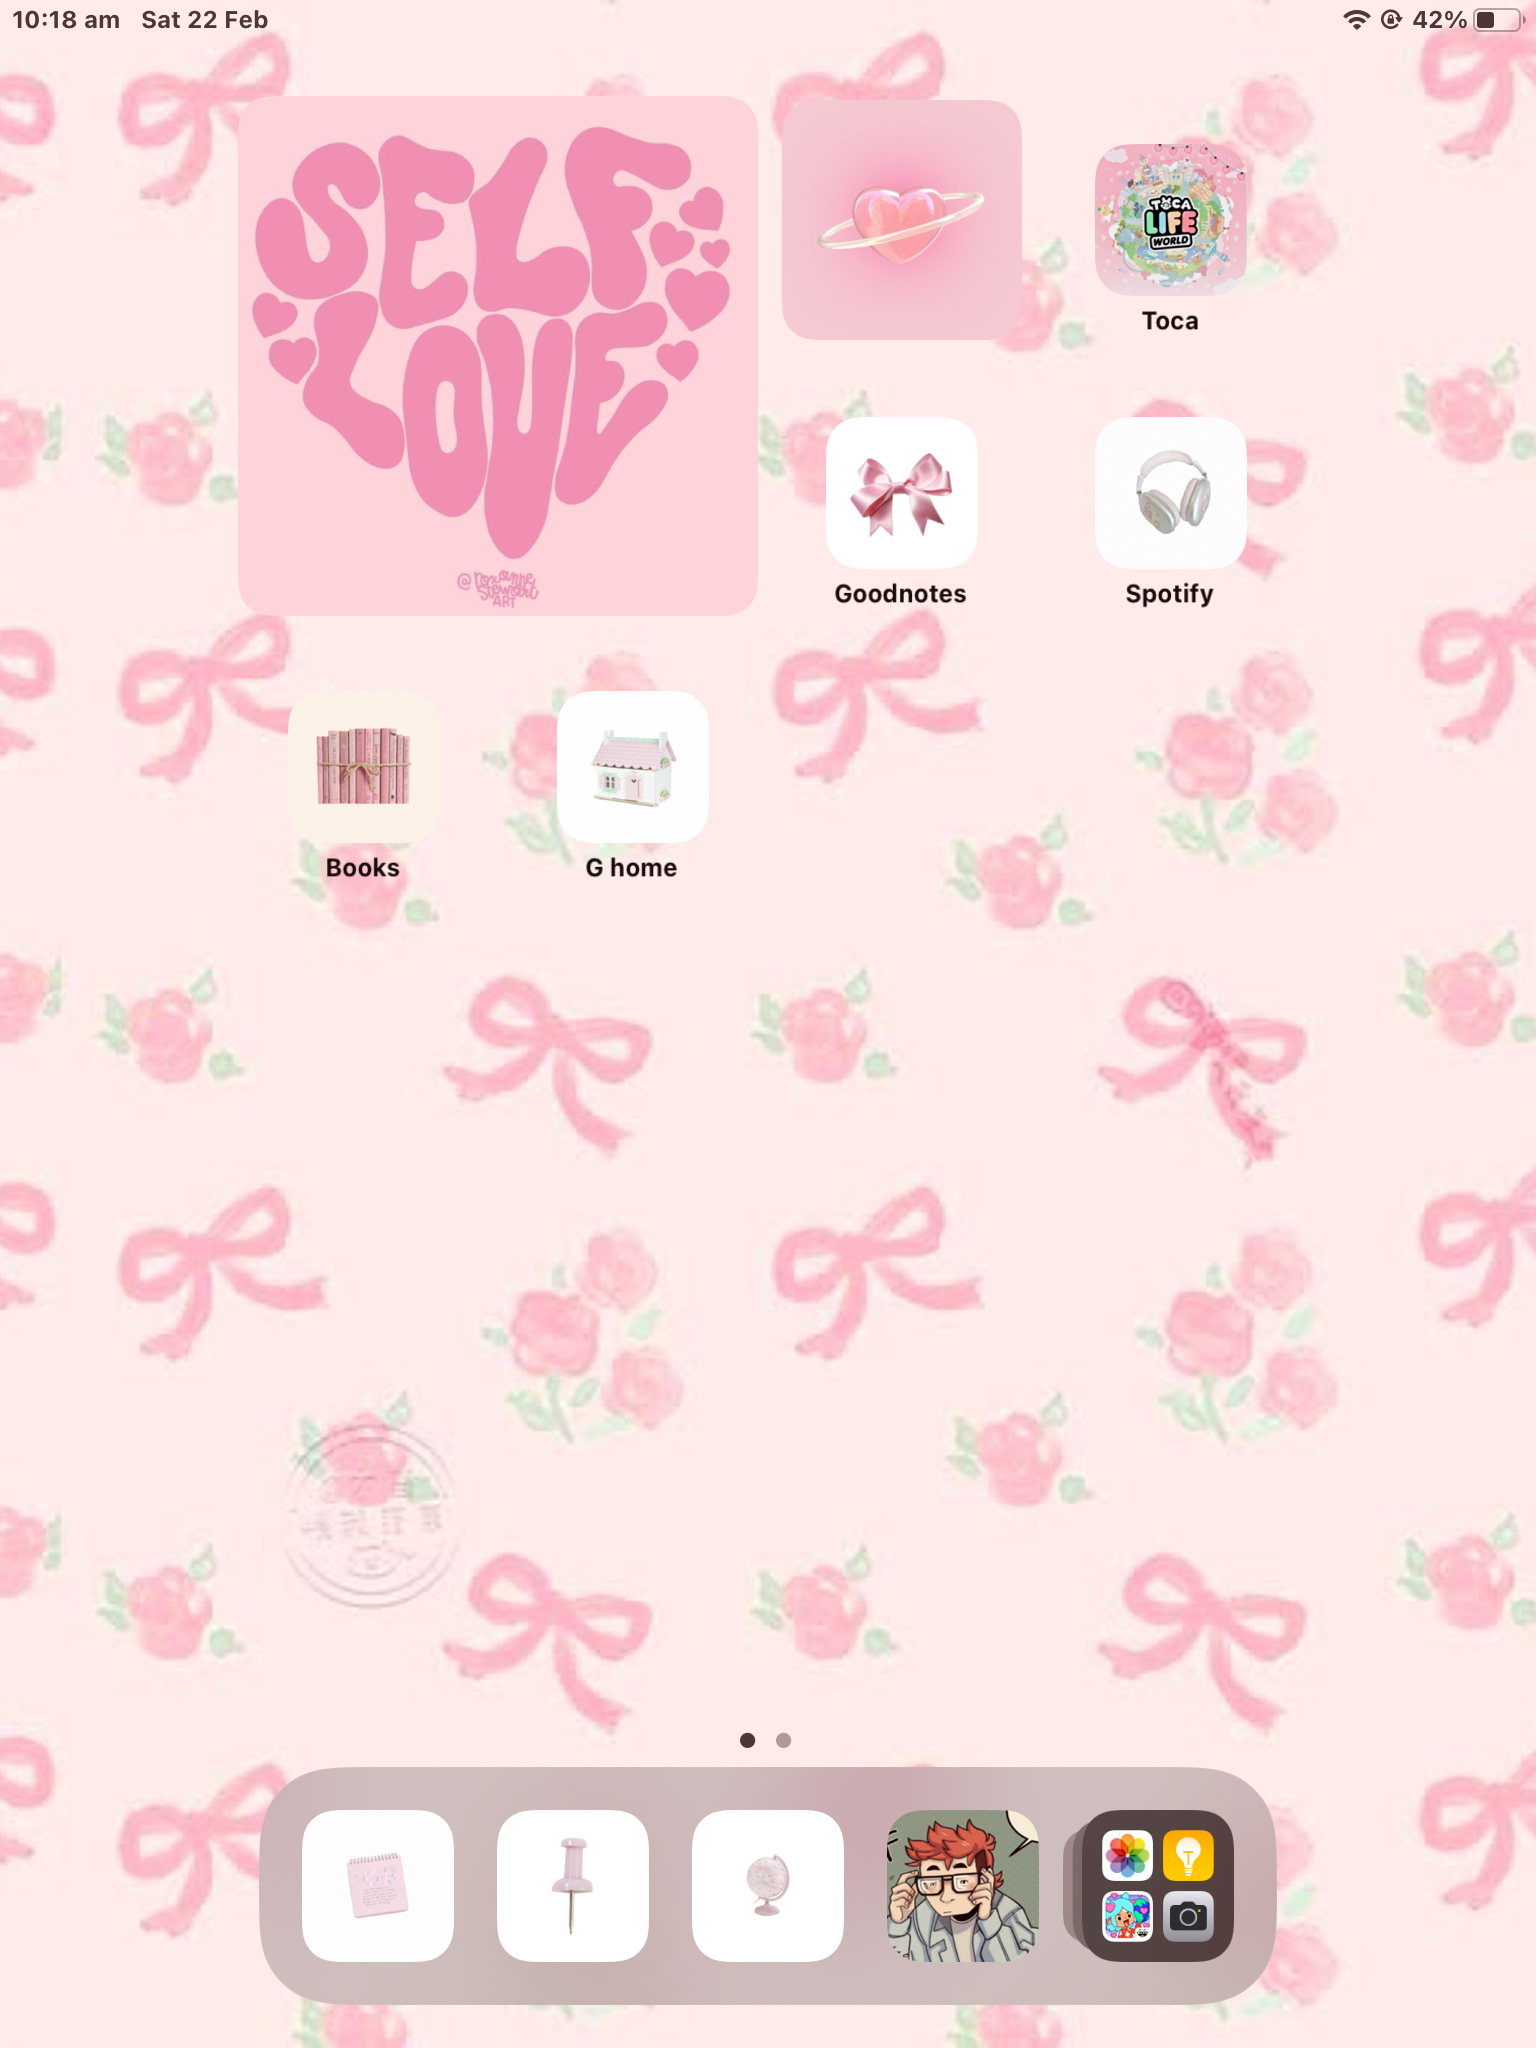 10:18 am Sat 22 Feb
42%
SELF
LOVE
@roxanne
Stewart
ART
TOCA
LIFE
WORLD
Toca
Goodnotes
Spotify
Books
G home